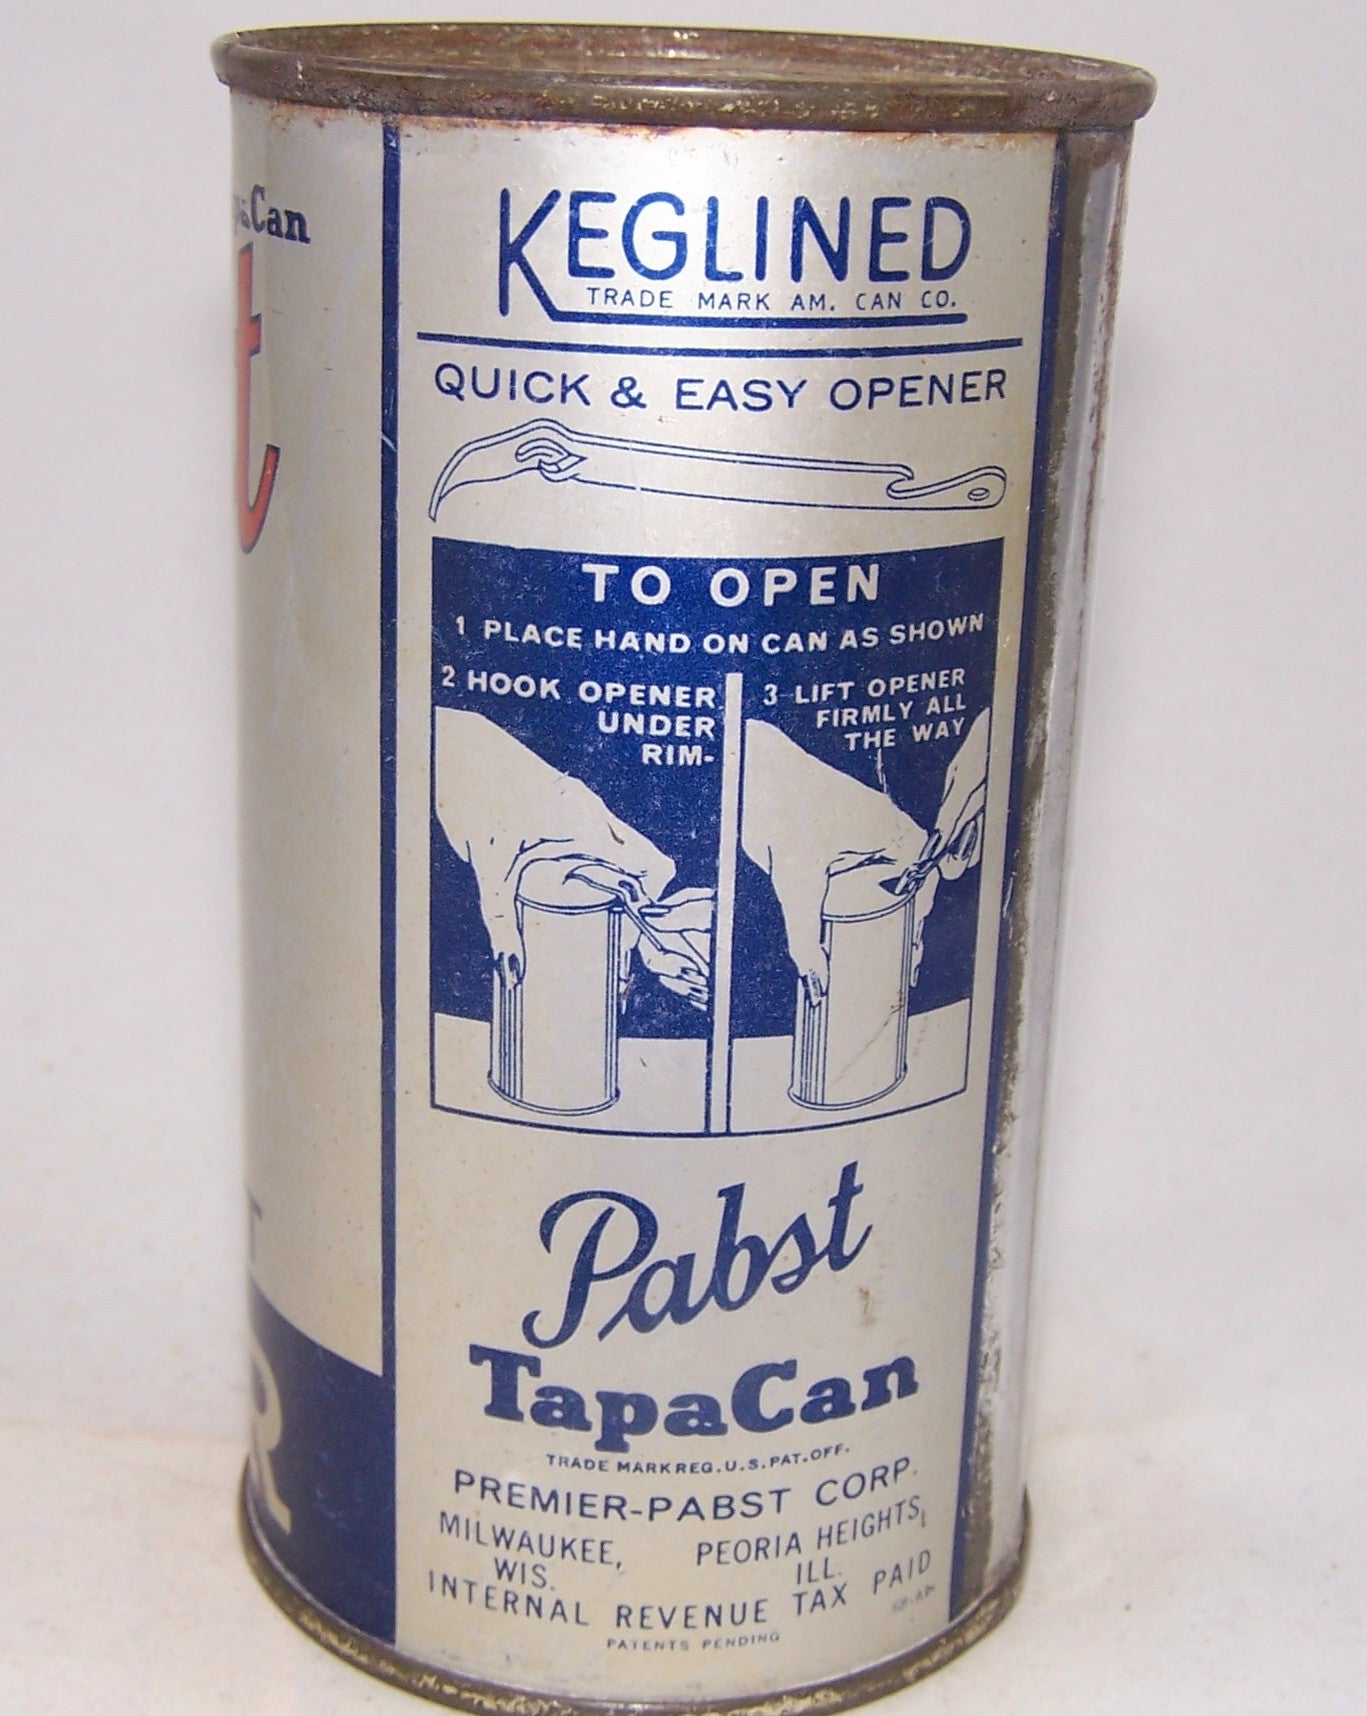 paCan
t
R
KEGLINED
TRADE MARK AM. CAN CO.
QUICK & EASY OPENER
TO OPEN
1 PLACE HAND ON CAN AS SHOWN
2 HOOK OPENER
UNDER
RIM-
3 LIFT OPENER
FIRMLY ALL
THE WAY
Pabst
TapaCan
TRADE MARK REG. U.S. PAT. OFF.
PREMIER-PABST CORP.
MILWAUKEE, WIS.
PEORIA HEIGHTS, ILL.
INTERNAL REVENUE TAX PAID
PATENTS PENDING